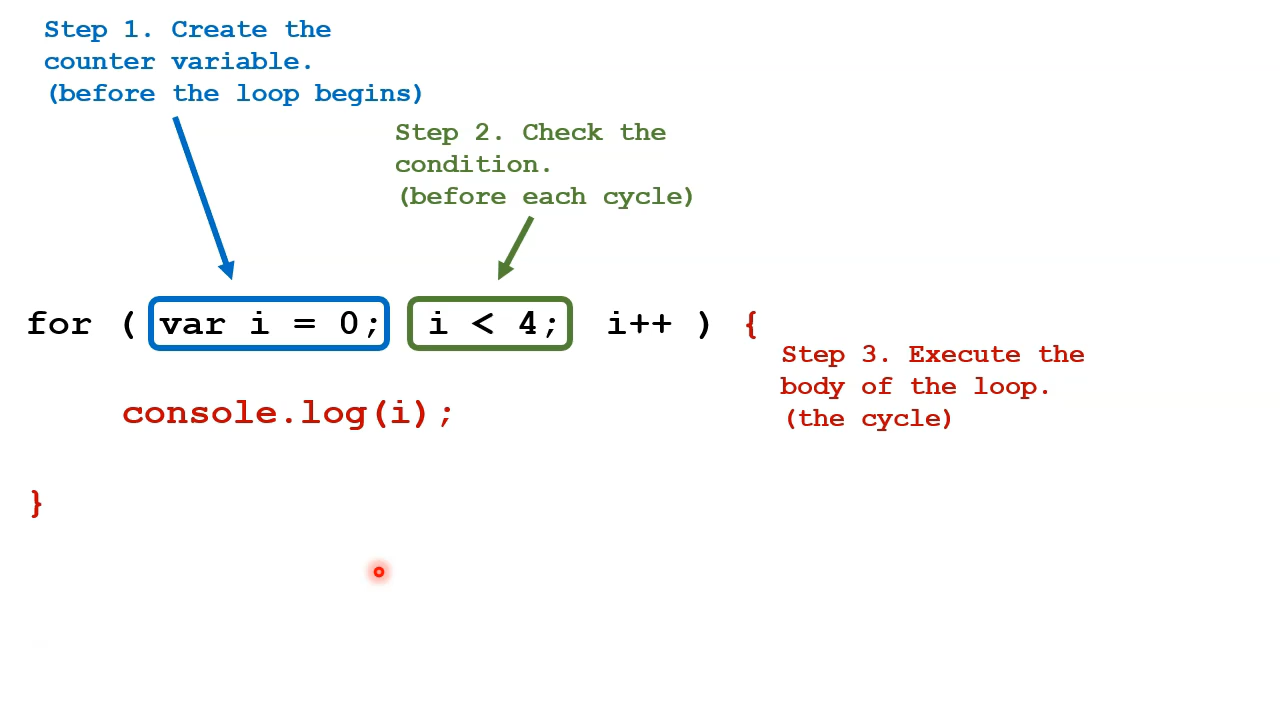 Step 1. Create the
counter variable.
(before the loop begins)
Step 2. Check the
condition.
(before each cycle)
for ( var i = 0; i < 4; i++ ) {
Step 3. Execute the
body of the loop.
(the cycle)
console.log(i);
}